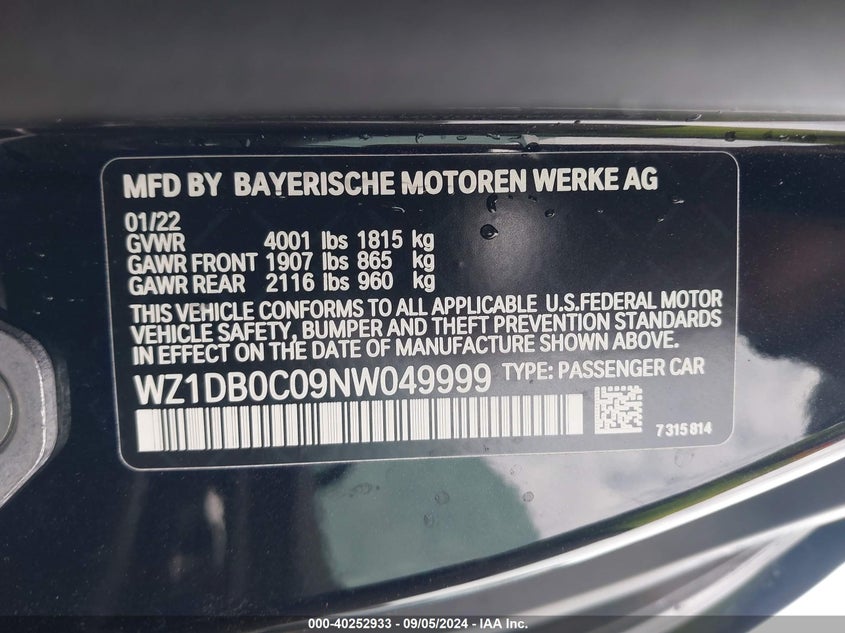 MFD BY BAYERISCHE MOTOREN WERKE AG
01/22
GVWR 4001 lbs 1815 kg
GAWR FRONT 1907 lbs 865 kg
GAWR REAR 2116 lbs 960 kg
THIS VEHICLE CONFORMS TO ALL APPLICABLE U.S.FEDERAL MOTOR
VEHICLE SAFETY, BUMPER AND THEFT PREVENTION STANDARDS
IN EFFECT ON THE DATE OF MANUFACTURE SHOWN ABOVE.
WZ1DB0C09NW049999 TYPE: PASSENGER CAR
7315814
000-40252933 - 09/05/2024 - IAA Inc.